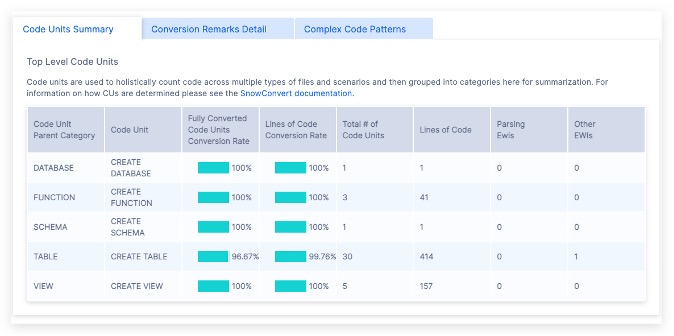 Code Units Summary Conversion Remarks Detail Complex Code Patterns
Top Level Code Units
Code units are used to holistically count code across multiple types of files and scenarios and then grouped into categories here for summarization. For
information on how CUs are determined please see the SnowConvert documentation.
Code Unit Parent Category Code Unit Fully Converted Code Units Conversion Rate Lines of Code Conversion Rate Total # of Code Units Lines of Code Parsing Ewis Other EWIs
DATABASE CREATE DATABASE 100% 100% 1 1 0 0
FUNCTION CREATE FUNCTION 100% 100% 3 41 0 0
SCHEMA CREATE SCHEMA 100% 100% 1 1 0 0
TABLE CREATE TABLE 96.67% 99.76% 30 414 0 1
VIEW CREATE VIEW 100% 100% 5 157 0 0